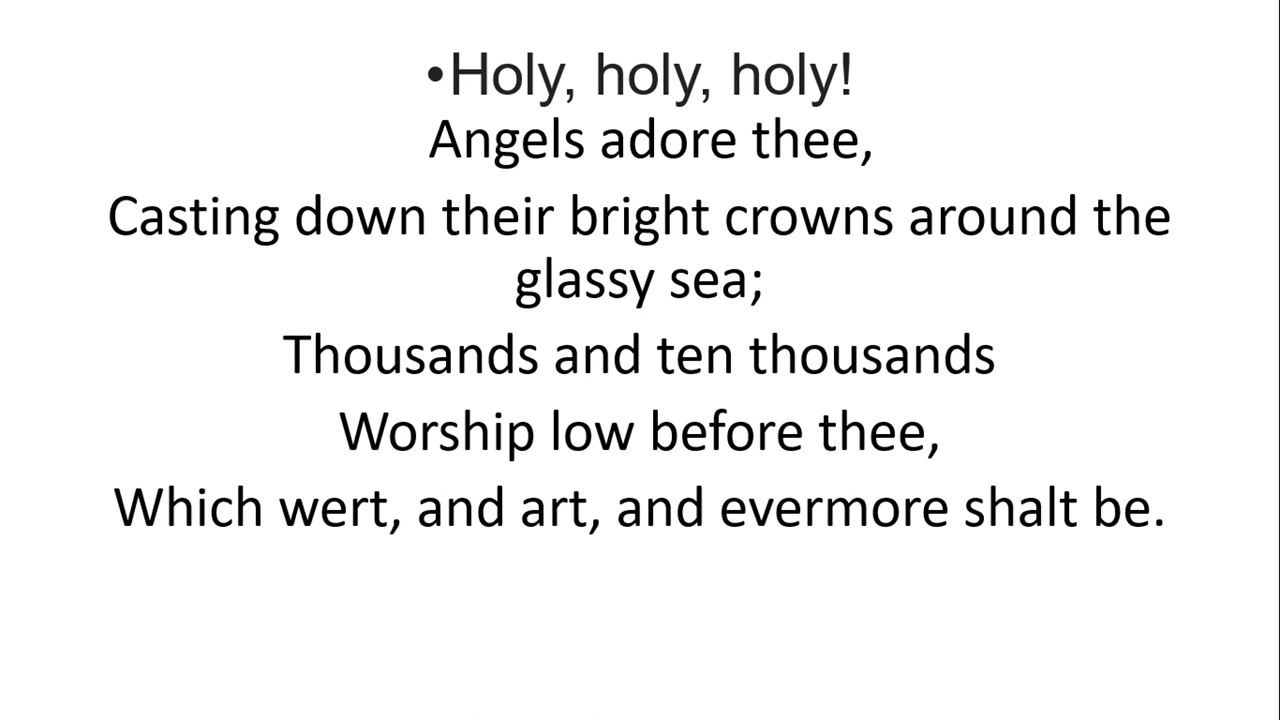 •Holy, holy, holy!
Angels adore thee,
Casting down their bright crowns around the
glassy sea;
Thousands and ten thousands
Worship low before thee,
Which wert, and art, and evermore shalt be.